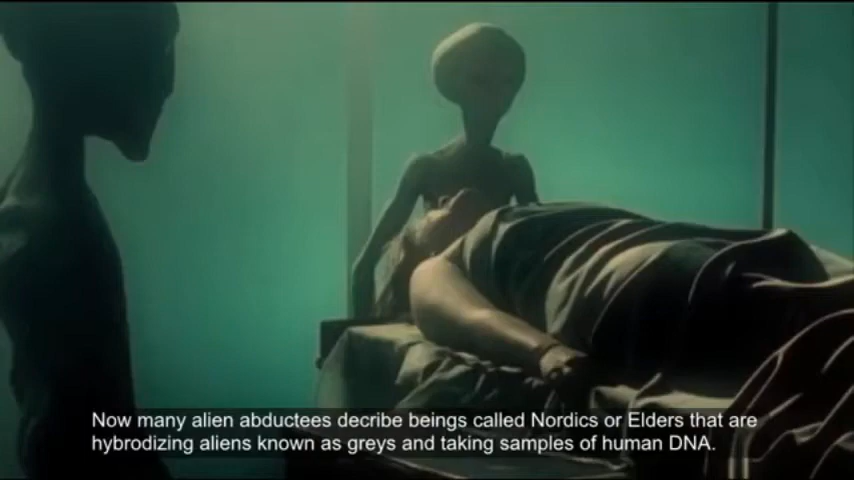 Now many alien abductees decribe beings called Nordics or Elders that are
hybrodizing aliens known as greys and taking samples of human DNA.